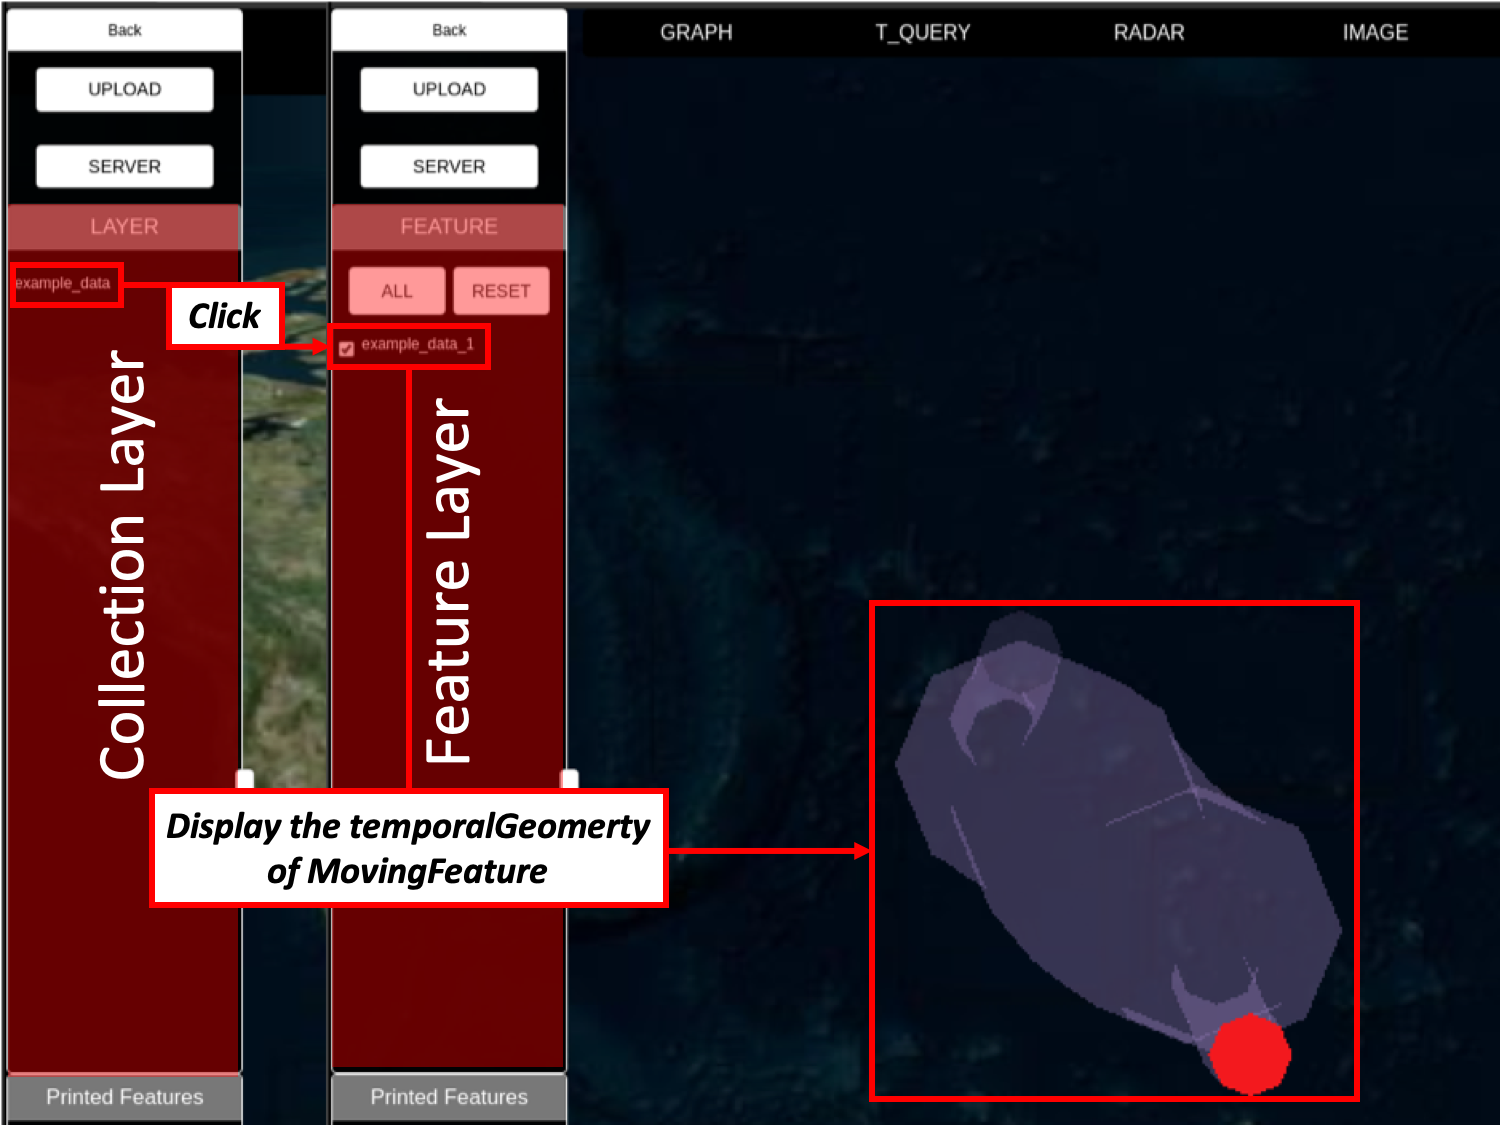 Back
UPLOAD
SERVER
LAYER
example_data
Collection Layer
Printed Features
Click
Back
UPLOAD
SERVER
FEATURE
ALL RESET
example_data_1
Feature Layer
Printed Features
Display the temporalGeomerty
of MovingFeature
GRAPH T_QUERY RADAR IMAGE